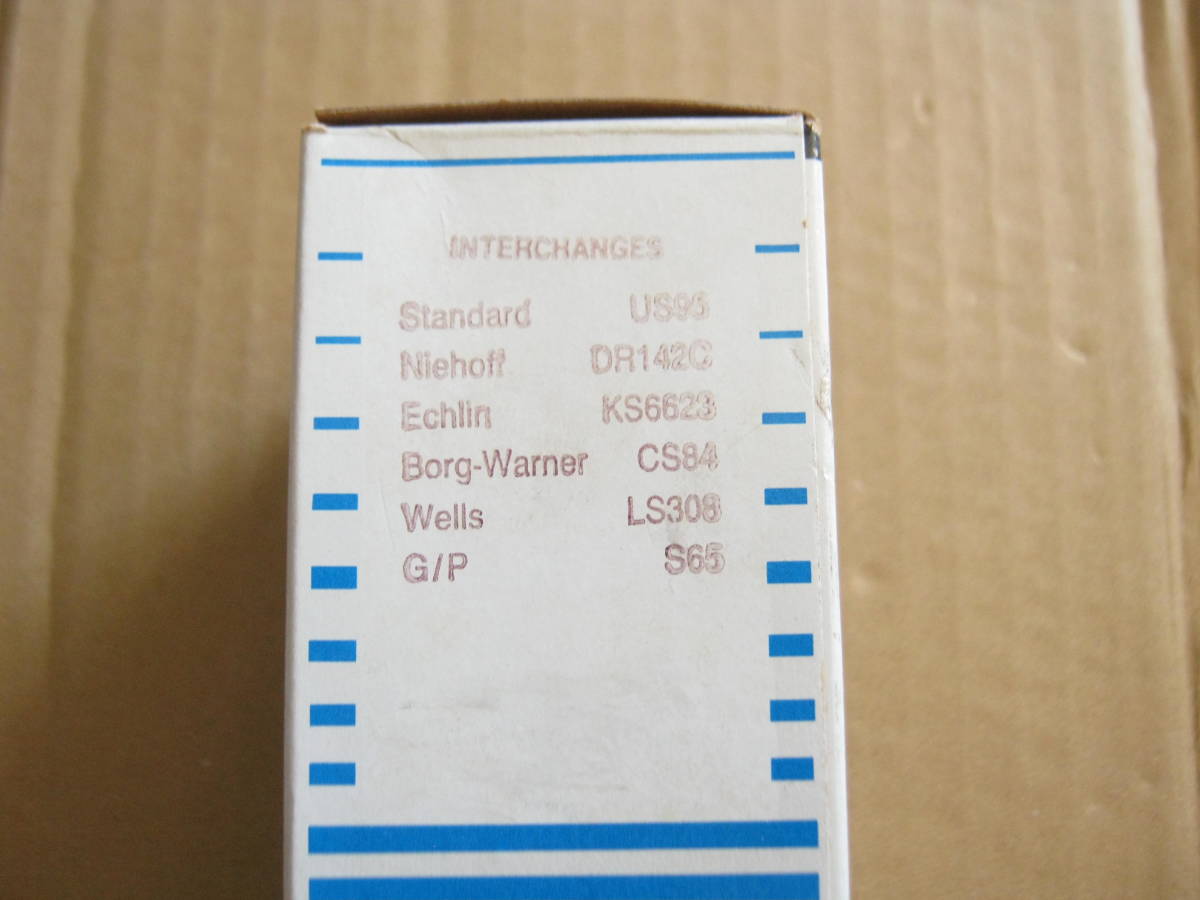 INTERCHANGES
Standard US95
Niehoff DR142C
Echlin KS6623
Borg-Warner CS84
Wells LS308
G/P S65